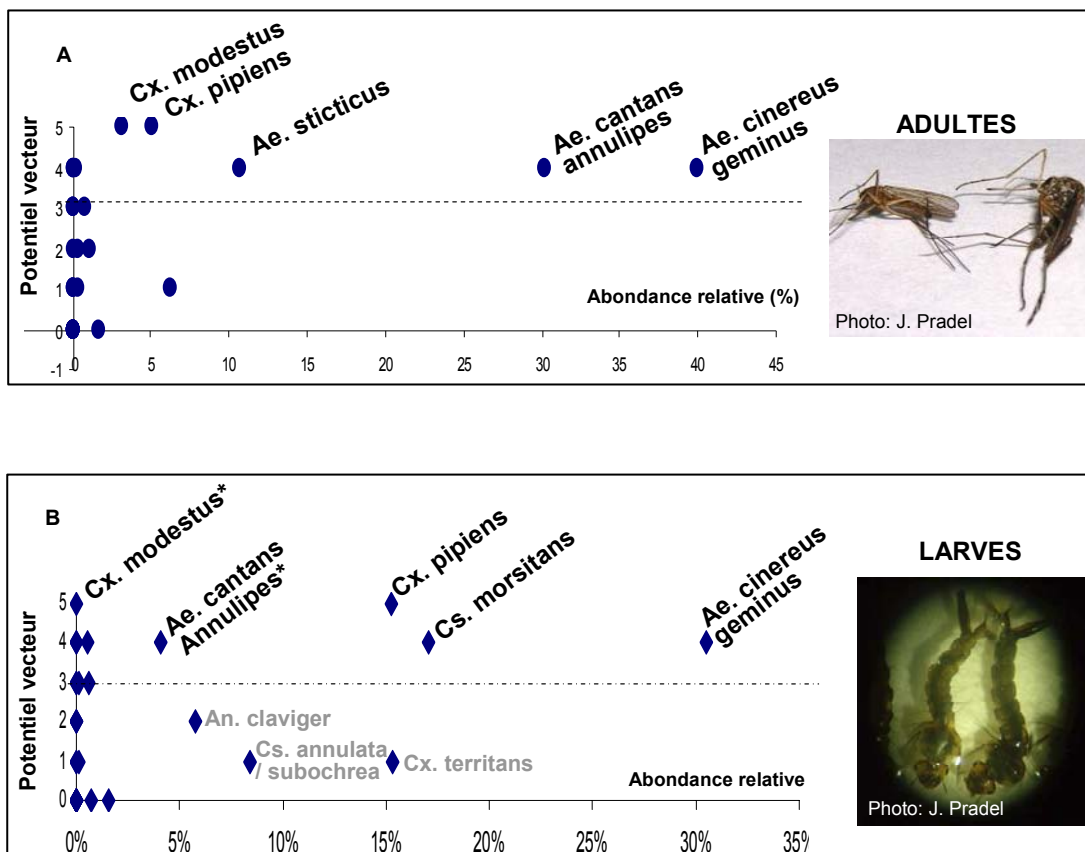 A
Cx. modestus
Cx. pipiens
Ae. sticticus
Ae. cantans
annulipes
Ae. cinereus
geminus
ADULTES
Potentiel vecteur
5
4
3
2
1
0
-1
Abondance relative (%)
0 5 10 15 20 25 30 35 40 45
Photo: J. Pradel
B
Cx. modestus*
Ae. cantans
Annulipes*
Cx. pipiens
Cs. morsitans
Ae. cinereus
geminus
LARVES
Potentiel vecteur
5
4
3
2
1
0
An. claviger
Cs. annulata
/ subochrea
Cx. territans
Abondance relative
0% 5% 10% 15% 20% 25% 30% 35%
Photo: J. Pradel